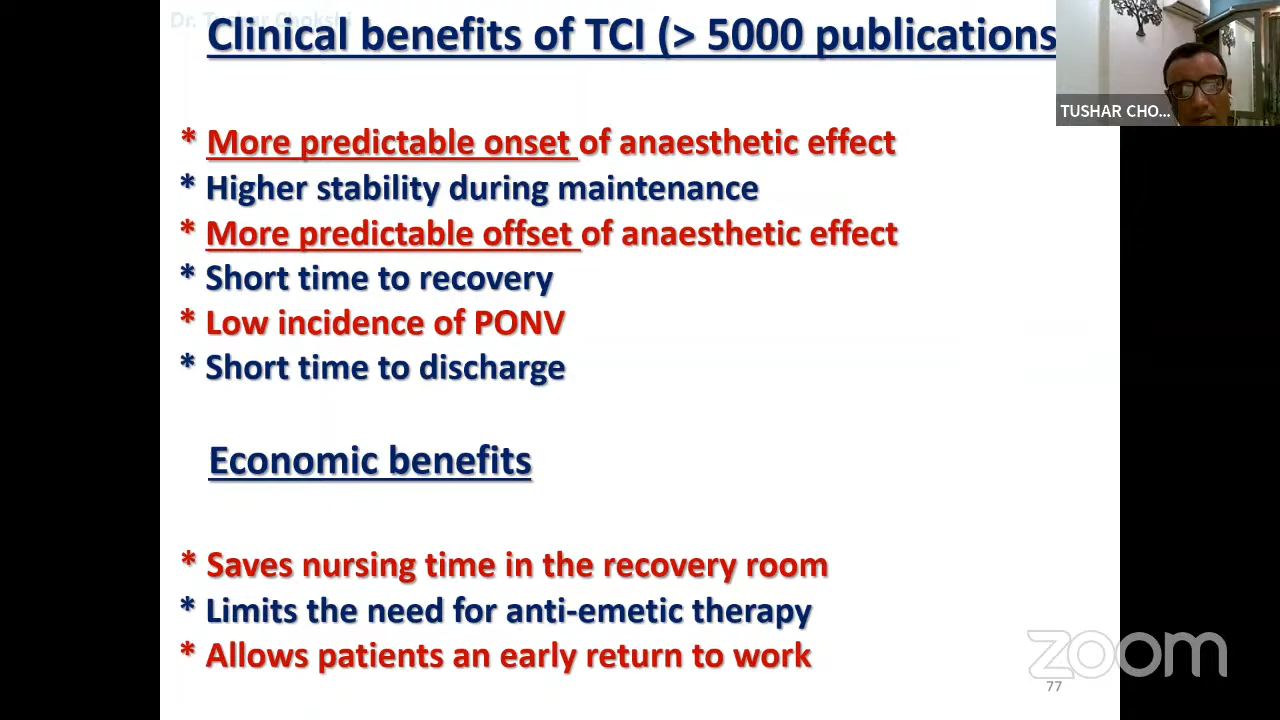 Dr. Tushar Chokshi
Clinical benefits of TCI (> 5000 publications
TUSHAR CHO...
* More predictable onset of anaesthetic effect
* Higher stability during maintenance
* More predictable offset of anaesthetic effect
* Short time to recovery
* Low incidence of PONV
* Short time to discharge
Economic benefits
* Saves nursing time in the recovery room
* Limits the need for anti-emetic therapy
* Allows patients an early return to work
zoom
77